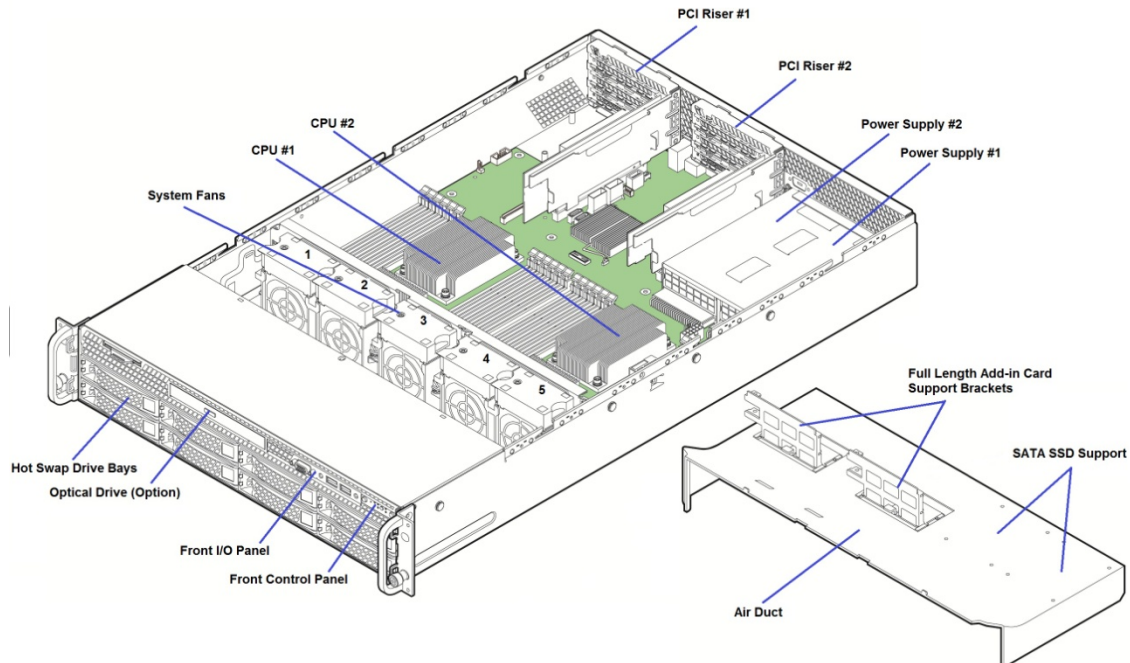 PCI Riser #1
PCI Riser #2
CPU #2
Power Supply #2
CPU #1
Power Supply #1
System Fans
1
2
3
4
5
Full Length Add-in Card
Support Brackets
SATA SSD Support
Hot Swap Drive Bays
Optical Drive (Option)
Front I/O Panel
Front Control Panel
Air Duct